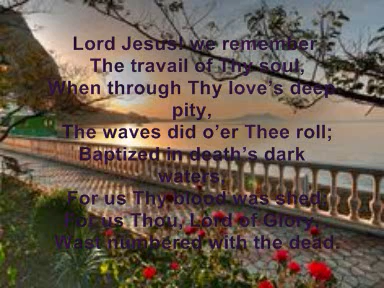 Lord Jesus! we remember
The travail of Thy soul,
When through Thy love's deep
pity,
The waves did o'er Thee roll;
Baptized in death's dark
waters,
For us Thy blood was shed;
For us Thou, Lord of Glory,
Wast numbered with the dead.